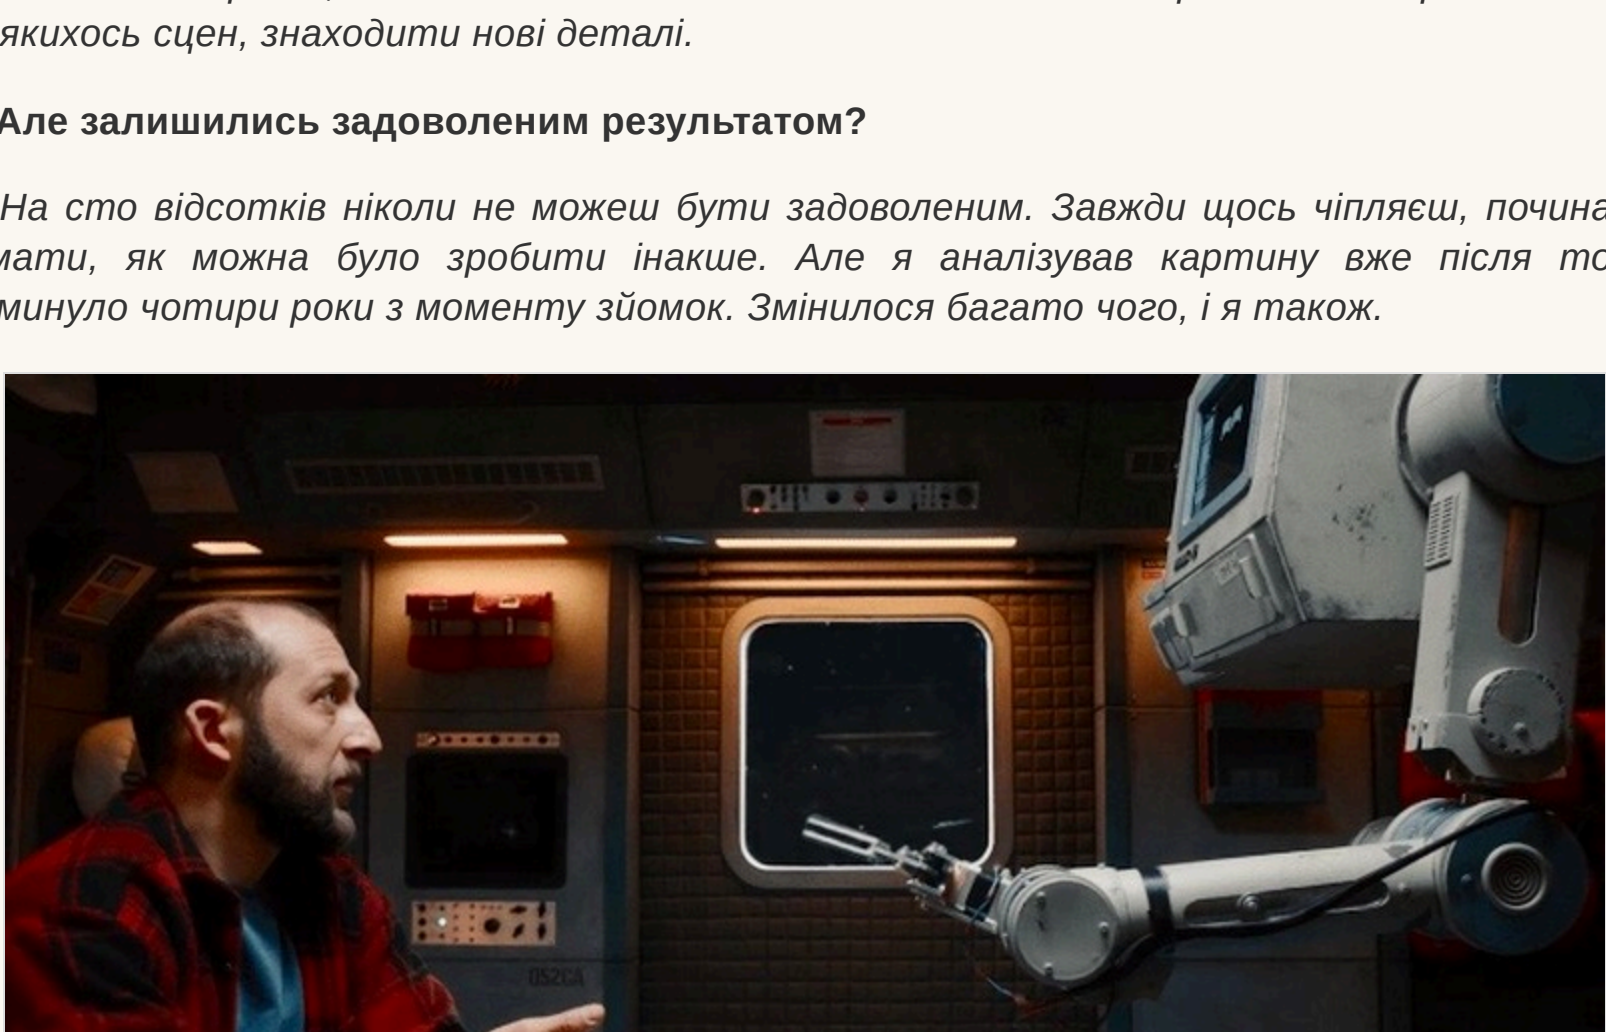 якихось сцен, знаходити нові деталі.
Але залишились задоволеним результатом?
На сто відсотків ніколи не можеш бути задоволеним. Завжди щось чіпляєш, почина
мати, як можна було зробити інакше. Але я аналізував картину вже після то
минуло чотири роки з моменту зйомок. Змінилося багато чого, і я також.
052CA